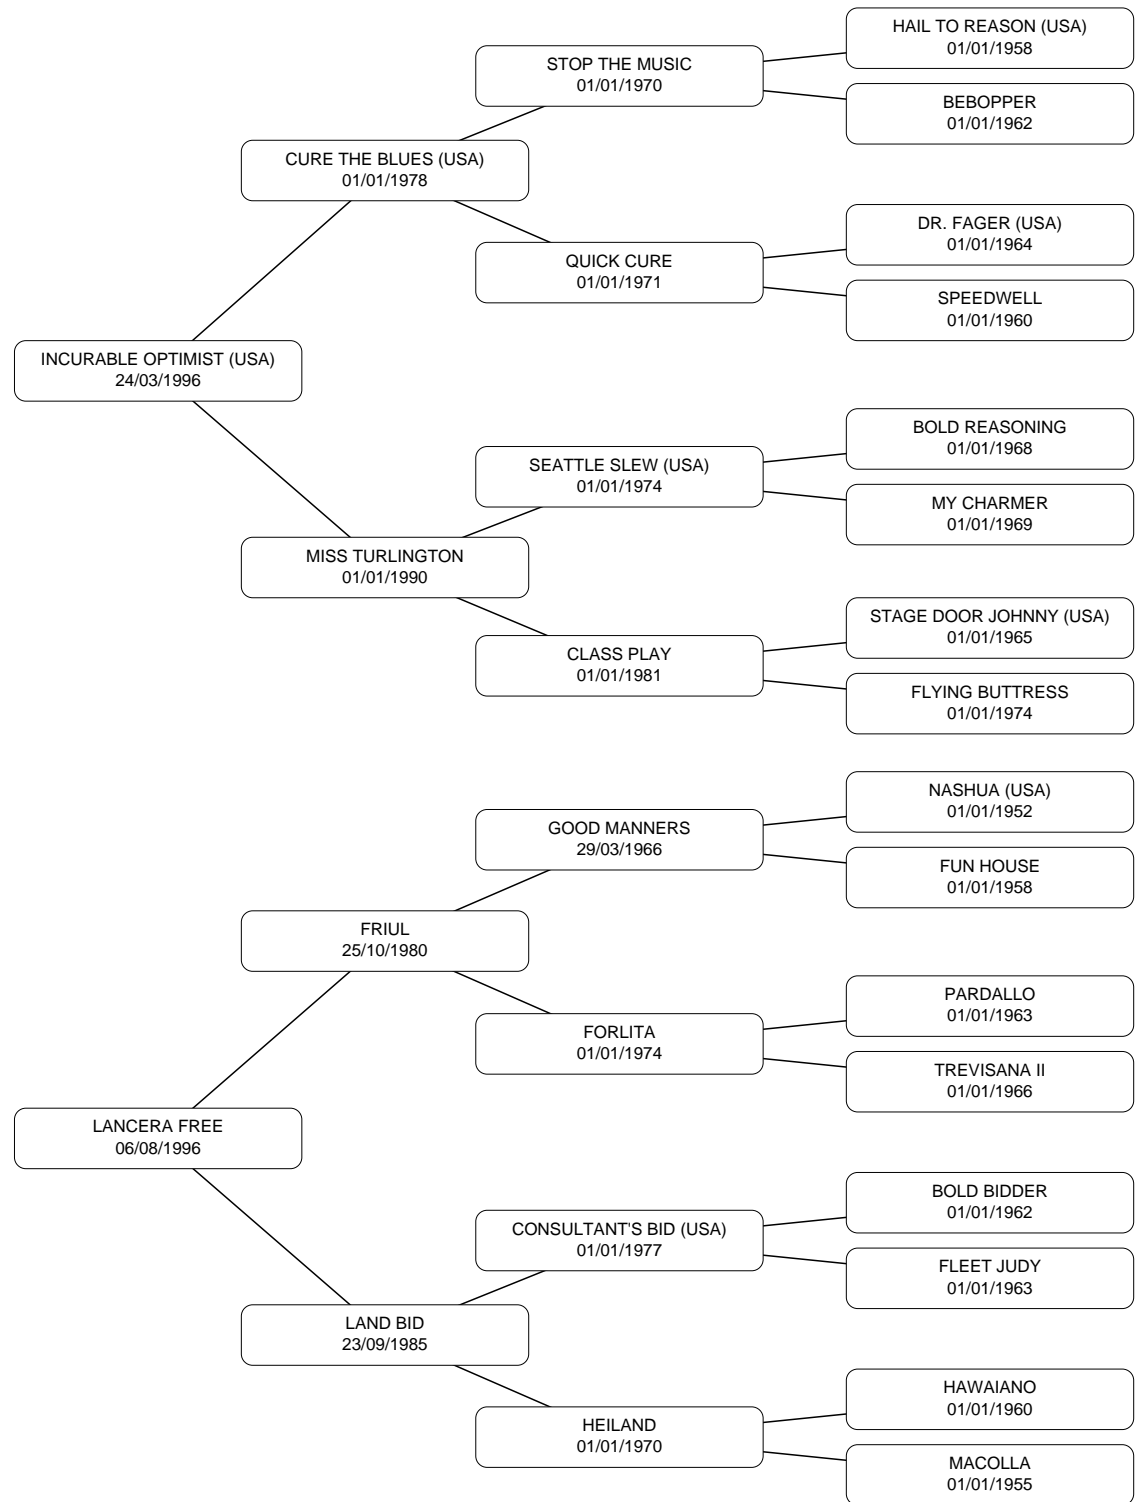 HAIL TO REASON (USA)
01/01/1958
STOP THE MUSIC
01/01/1970
BEBOPPER
01/01/1962
CURE THE BLUES (USA)
01/01/1978
DR. FAGER (USA)
01/01/1964
QUICK CURE
01/01/1971
SPEEDWELL
01/01/1960
INCURABLE OPTIMIST (USA)
24/03/1996
BOLD REASONING
01/01/1968
SEATTLE SLEW (USA)
01/01/1974
MY CHARMER
01/01/1969
MISS TURLINGTON
01/01/1990
STAGE DOOR JOHNNY (USA)
01/01/1965
CLASS PLAY
01/01/1981
FLYING BUTTRESS
01/01/1974
NASHUA (USA)
01/01/1952
GOOD MANNERS
29/03/1966
FUN HOUSE
01/01/1958
FRIUL
25/10/1980
PARDALLO
01/01/1963
FORLITA
01/01/1974
TREVISANA II
01/01/1966
LANCERA FREE
06/08/1996
BOLD BIDDER
01/01/1962
CONSULTANT'S BID (USA)
01/01/1977
FLEET JUDY
01/01/1963
LAND BID
23/09/1985
HAWAIANO
01/01/1960
HEILAND
01/01/1970
MACOLLA
01/01/1955